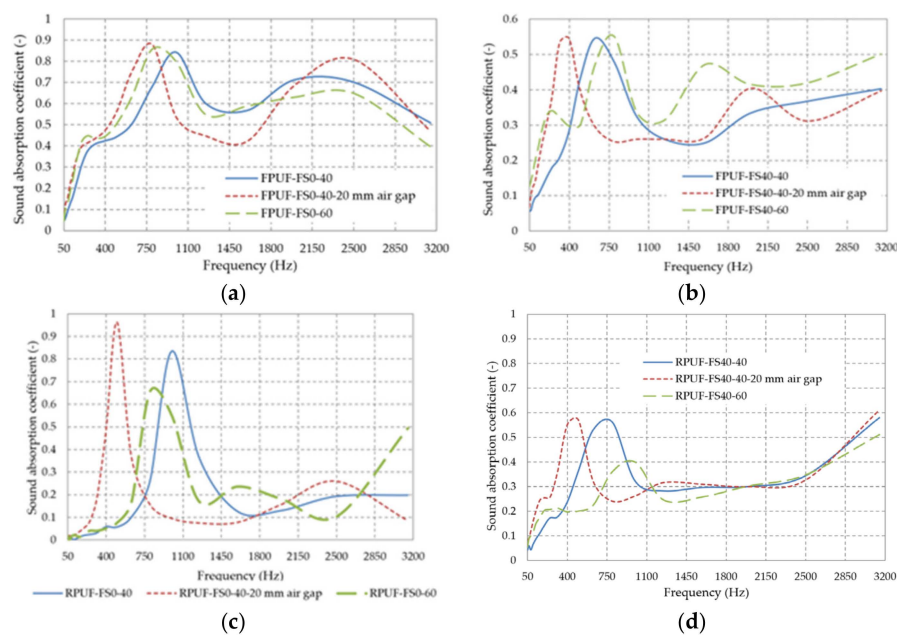 1
0.9
0.8
0.7
0.6
0.5
0.4
0.3
0.2
0.1
0
Sound absorption coefficient (-)
FPUF-FS0-40
FPUF-FS0-40-20 mm air gap
FPUF-FS0-60
50 400 750 1100 1450 1800 2150 2500 2850 3200
Frequency (Hz)
(a)
0.6
0.5
0.4
0.3
0.2
0.1
0
Sound absorption coefficient (-)
FPUF-FS40-40
FPUF-FS40-40-20 mm air gap
FPUF-FS40-60
50 400 750 1100 1450 1800 2150 2500 2850 3200
Frequency (Hz)
(b)
1
0.9
0.8
0.7
0.6
0.5
0.4
0.3
0.2
0.1
0
Sound absorption coefficient (-)
50 400 750 1100 1450 1800 2150 2500 2850 3200
Frequency (Hz)
RPUF-FS0-40 RPUF-FS0-40-20 mm air gap RPUF-FS0-60
(c)
1
0.9
0.8
0.7
0.6
0.5
0.4
0.3
0.2
0.1
0
Sound absorption coefficient (-)
RPUF-FS40-40
RPUF-FS40-40-20 mm air gap
RPUF-FS40-60
50 400 750 1100 1450 1800 2150 2500 2850 3200
Frequency (Hz)
(d)